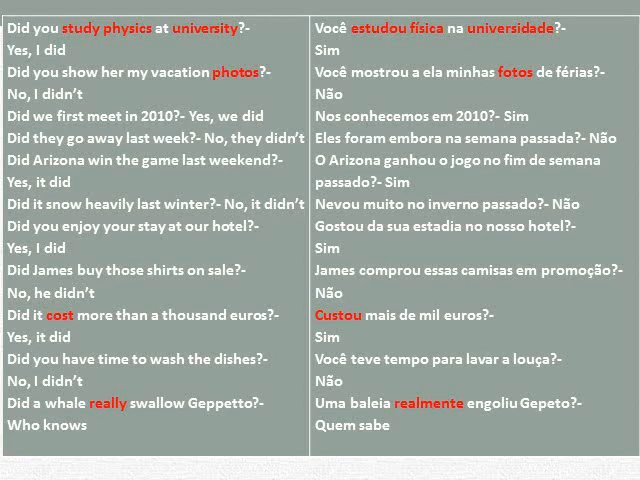 Did you study physics at university?-
Yes, I did
Did you show her my vacation photos?-
No, I didn't
Did we first meet in 2010?- Yes, we did
Did they go away last week?- No, they didn't
Did Arizona win the game last weekend?-
Yes, it did
Did it snow heavily last winter?- No, it didn't
Did you enjoy your stay at our hotel?-
Yes, I did
Did James buy those shirts on sale?-
No, he didn't
Did it cost more than a thousand euros?-
Yes, it did
Did you have time to wash the dishes?-
No, I didn't
Did a whale really swallow Geppetto?-
Who knows
Você estudou física na universidade?-
Sim
Você mostrou a ela minhas fotos de férias?-
Não
Nos conhecemos em 2010?- Sim
Eles foram embora na semana passada?- Não
O Arizona ganhou o jogo no fim de semana
passado?- Sim
Nevou muito no inverno passado?- Não
Gostou da sua estadia no nosso hotel?-
Sim
James comprou essas camisas em promoção?-
Não
Custou mais de mil euros?-
Sim
Você teve tempo para lavar a louça?-
Não
Uma baleia realmente engoliu Gepeto?-
Quem sabe